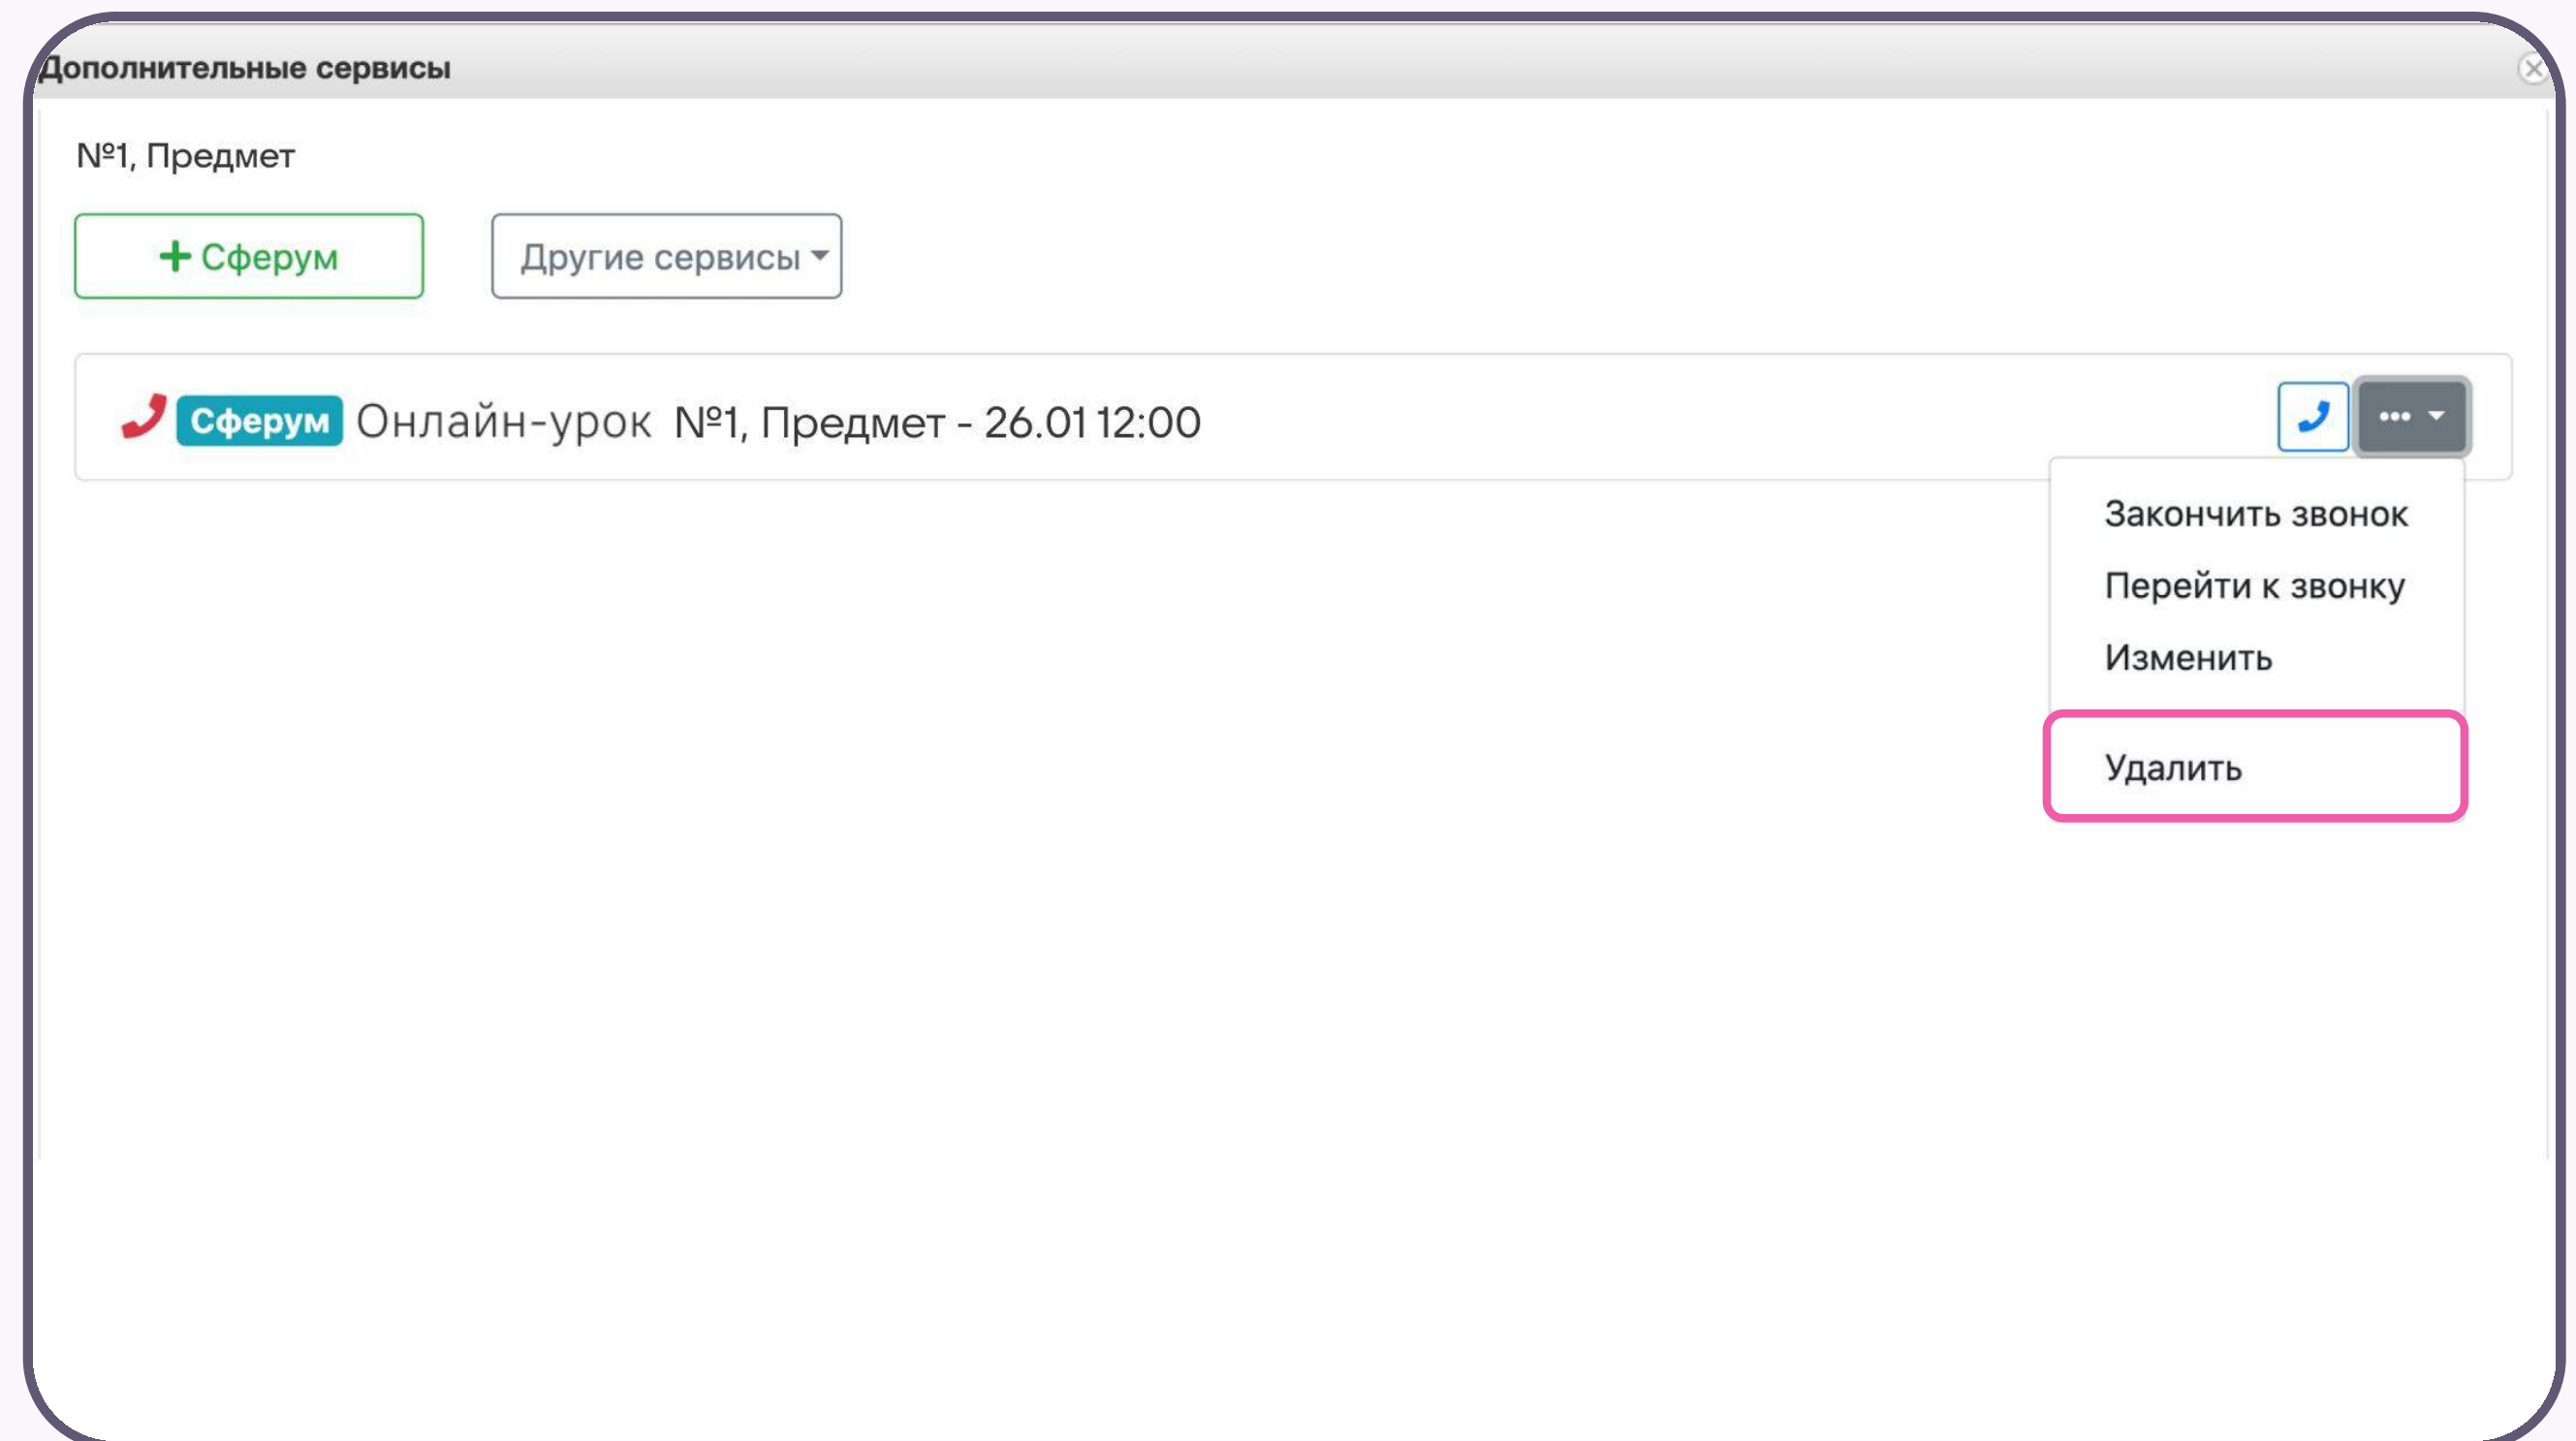 Дополнительные сервисы
№1, Предмет
+ Сферум
Другие сервисы
Сферум Онлайн-урок №1, Предмет - 26.01 12:00
Закончить звонок
Перейти к звонку
Изменить
Удалить